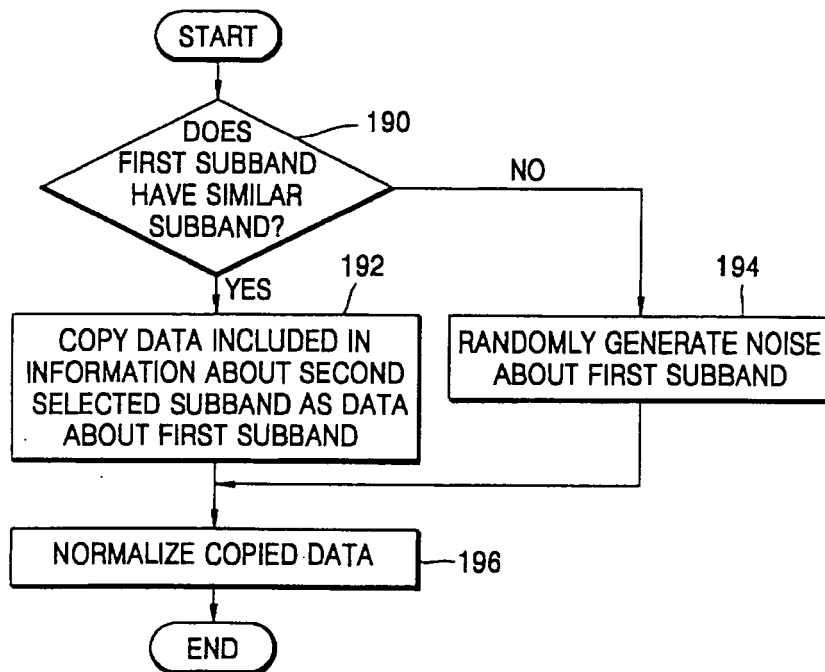 START
DOES
FIRST SUBBAND
HAVE SIMILAR
SUBBAND?
190
NO
YES
192
COPY DATA INCLUDED IN
INFORMATION ABOUT SECOND
SELECTED SUBBAND AS DATA
ABOUT FIRST SUBBAND
194
RANDOMLY GENERATE NOISE
ABOUT FIRST SUBBAND
NORMALIZE COPIED DATA
196
END